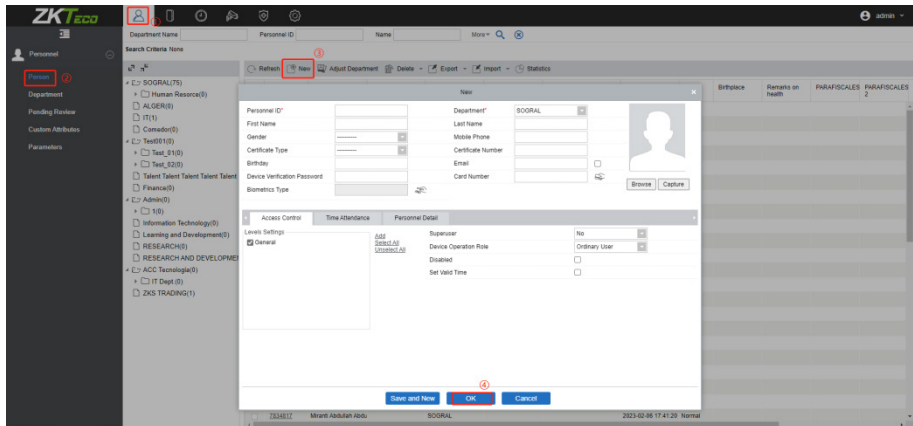 ZKTECO
①
admin
Department Name Personnel ID Name More
Search Criteria None
Personnel
Person ②
Department
Pending Review
Custom Attributes
Parameters
③
Refresh New Adjust Department Delete Export Import Statistics
SOGRAL(75)
Human Resorce(0)
ALGER(0)
IT(1)
Comedor(0)
Test001(0)
Test_01(0)
Test_02(0)
Talent Talent Talent Talent Talent
Finance(0)
Admin(0)
1(0)
Information Technology(0)
Learning and Development(0)
RESEARCH(0)
RESEARCH AND DEVELOPMEN
ACC Tecnologia(0)
IT Dept.(0)
ZKS TRADING(1)
Birthplace Remarks on health PARAFISCALES PARAFISCALES 2
New
Personnel ID* Department* SOGRAL
First Name Last Name
Gender --------- Mobile Phone
Certificate Type --------- Certificate Number
Birthday Email
Device Verification Password Card Number
Biometrics Type
Browse Capture
Access Control Time Attendance Personnel Detail
Levels Settings
General
Add
Select All
Unselect All
Superuser No
Device Operation Role Ordinary User
Disabled
Set Valid Time
④
Save and New OK Cancel
7834817 Miranti Abdullah Abdu SOGRAL 2023-02-06 17:41:20 Normal